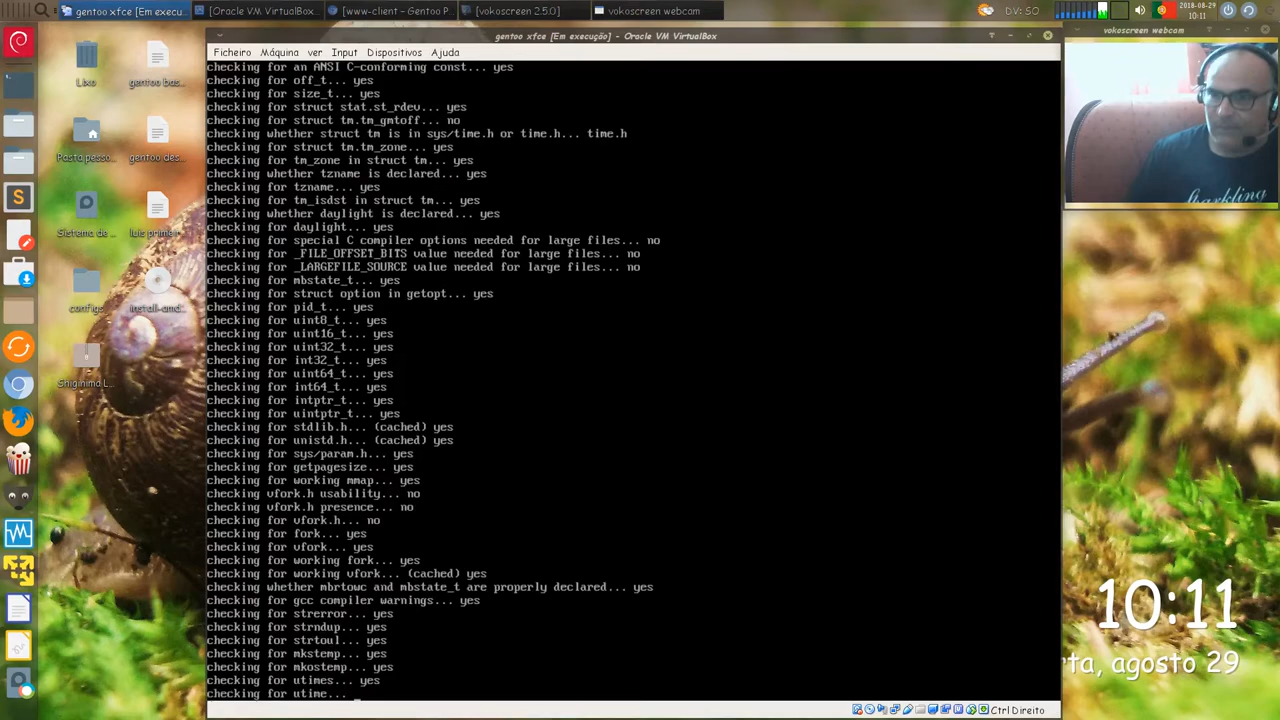 gentoo xfce [Em execu...
[Oracle VM VirtualBox...
[www-client – Gentoo P...
[vokoscreen 2.5.0]
vokoscreen webcam
DV: SO
2018-08-29
10:11
gentoo xfce [Em execução] - Oracle VM VirtualBox
vokoscreen webcam
Ficheiro Máquina ver Input Dispositivos Ajuda
checking for an ANSI C-conforming const... yes
checking for off_t... yes
checking for size_t... yes
checking for struct stat.st_rdev... yes
checking for struct tm.tm_gmtoff... no
checking whether struct tm is in sys/time.h or time.h... time.h
checking for struct tm.tm_zone... yes
checking for tm_zone in struct tm... yes
checking whether tzname is declared... yes
checking for tzname... yes
checking for tm_isdst in struct tm... yes
checking whether daylight is declared... yes
checking for daylight... yes
checking for special C compiler options needed for large files... no
checking for _FILE_OFFSET_BITS value needed for large files... no
checking for _LARGEFILE_SOURCE value needed for large files... no
checking for mbstate_t... yes
checking for struct option in getopt... yes
checking for pid_t... yes
checking for uint8_t... yes
checking for uint16_t... yes
checking for uint32_t... yes
checking for int32_t... yes
checking for uint64_t... yes
checking for int64_t... yes
checking for intptr_t... yes
checking for uintptr_t... yes
checking for stdlib.h... (cached) yes
checking for unistd.h... (cached) yes
checking for sys/param.h... yes
checking for getpagesize... yes
checking for working mmap... yes
checking vfork.h usability... no
checking vfork.h presence... no
checking for vfork.h... no
checking for fork... yes
checking for vfork... yes
checking for working fork... yes
checking for working vfork... (cached) yes
checking whether mbrtowc and mbstate_t are properly declared... yes
checking for gcc compiler warnings... yes
checking for strerror... yes
checking for strndup... yes
checking for strtoul... yes
checking for mkstemp... yes
checking for mkostemp... yes
checking for utimes... yes
checking for utime...
Ctrl Direito
Lixo
gentoo bas...
Pasta pesso...
gentoo des...
Sistema de ...
luis primeir...
configs
install-amd...
Shiginima L...
Sparkling
10:11
rta, agosto 29